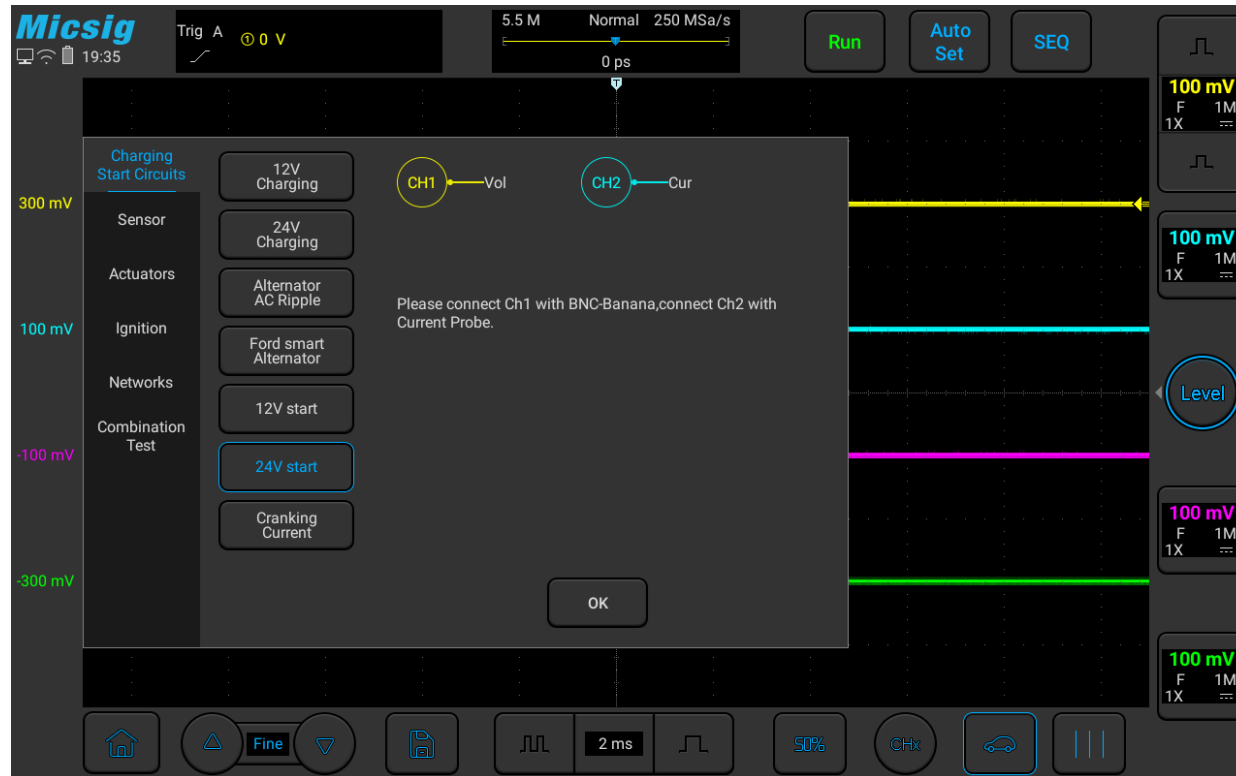 Micsig
19:35
Trig A ① 0 V
5.5 M Normal 250 MSa/s
0 ps
Run
Auto
Set
SEQ
T
100 mV
F 1M
1X
Charging
Start Circuits
Sensor
Actuators
Ignition
Networks
Combination
Test
12V
Charging
24V
Charging
Alternator
AC Ripple
Ford smart
Alternator
12V start
24V start
Cranking
Current
CH1 Vol
CH2 Cur
Please connect Ch1 with BNC-Banana,connect Ch2 with
Current Probe.
OK
300 mV
100 mV
-100 mV
-300 mV
100 mV
F 1M
1X
Level
100 mV
F 1M
1X
100 mV
F 1M
1X
Fine
2 ms
50%
CHx